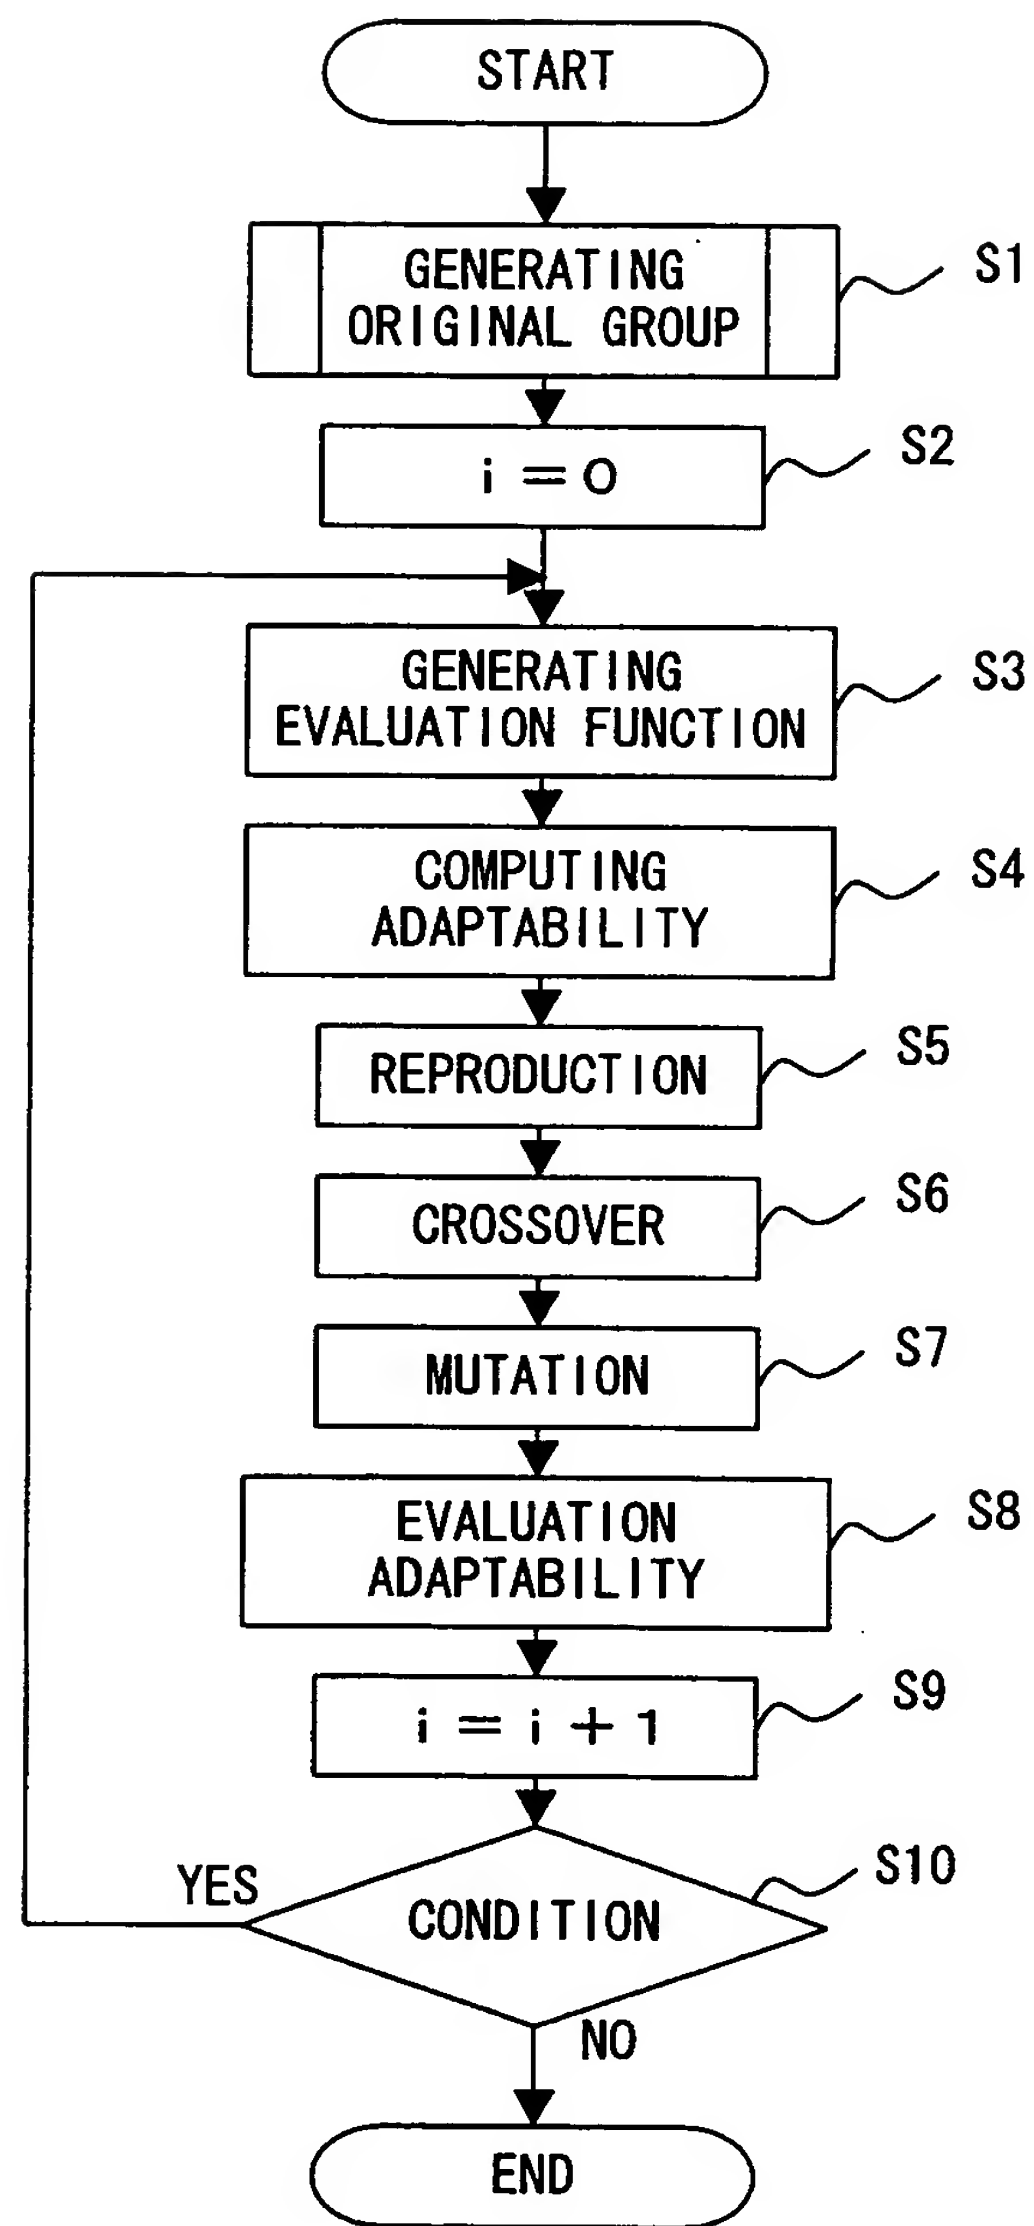 START
GENERATING
ORIGINAL GROUP
S1
i = 0
S2
GENERATING
EVALUATION FUNCTION
S3
COMPUTING
ADAPTABILITY
S4
REPRODUCTION
S5
CROSSOVER
S6
MUTATION
S7
EVALUATION
ADAPTABILITY
S8
i = i + 1
S9
YES
CONDITION
S10
NO
END